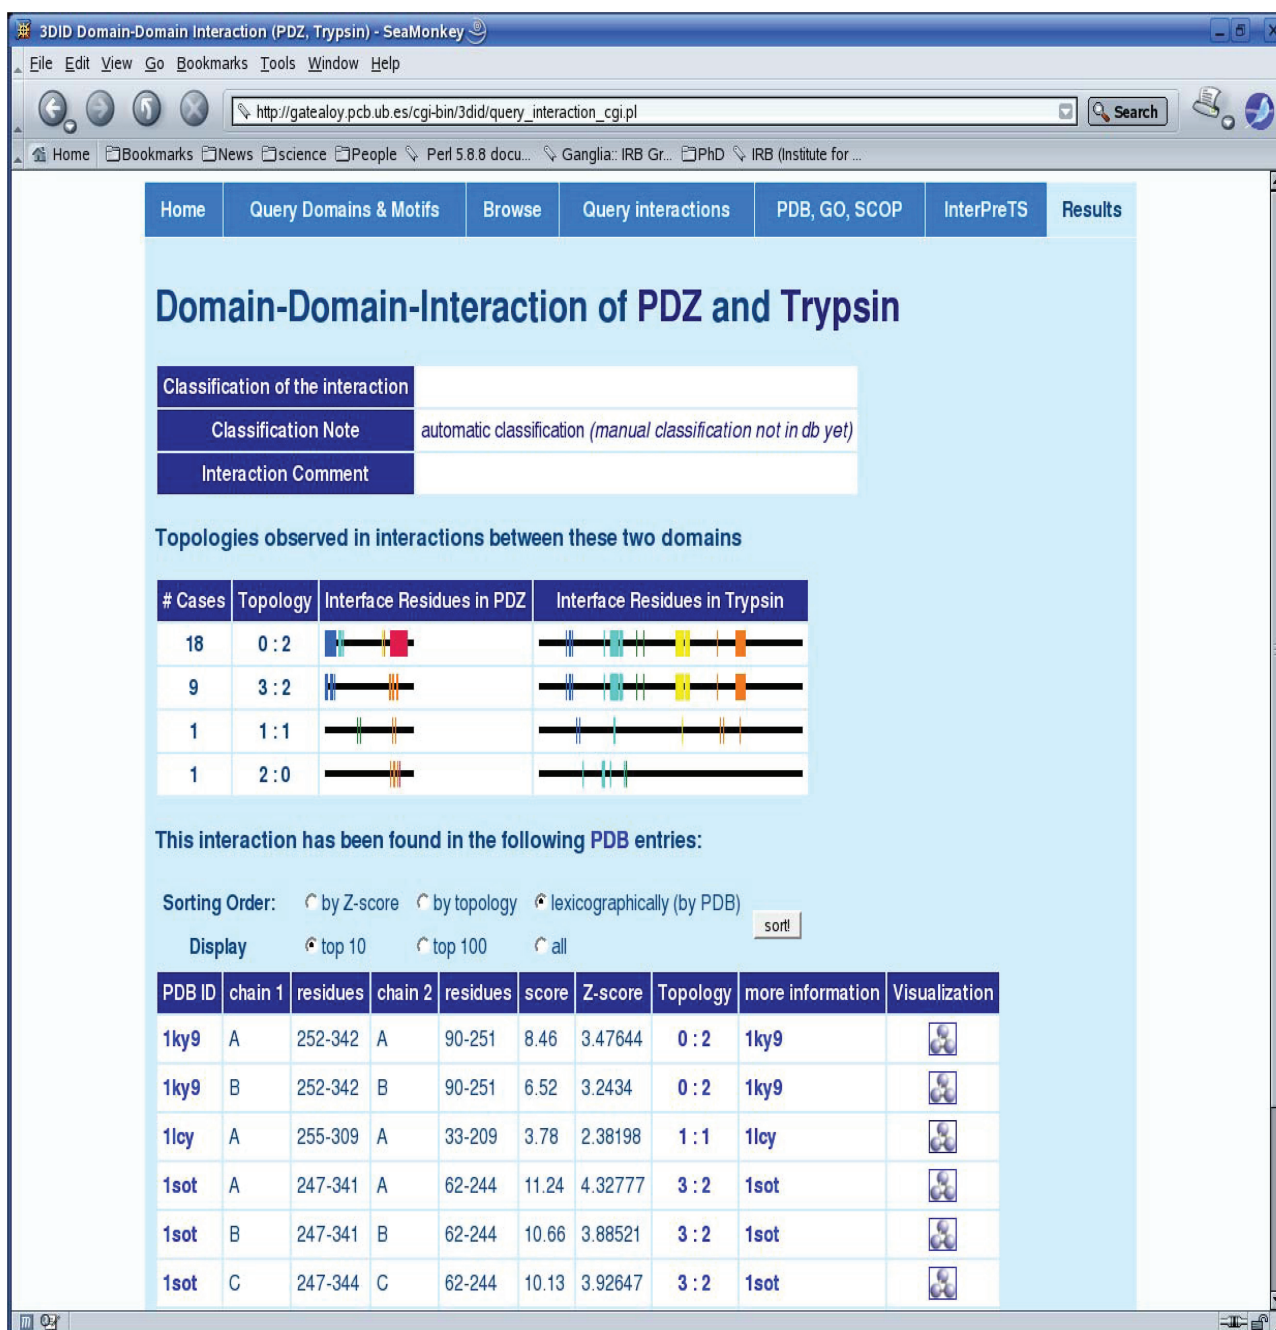 3DID Domain-Domain Interaction (PDZ, Trypsin) - SeaMonkey
File Edit View Go Bookmarks Tools Window Help
http://gatealoy.pcb.ub.es/cgi-bin/3did/query_interaction_cgi.pl Search
Home Bookmarks News science People Perl 5.8.8 docu... Ganglia:: IRB Gr... PhD IRB (Institute for ...
Home Query Domains & Motifs Browse Query interactions PDB, GO, SCOP InterPreTS Results
Domain-Domain-Interaction of PDZ and Trypsin
Classification of the interaction
Classification Note automatic classification (manual classification not in db yet)
Interaction Comment
Topologies observed in interactions between these two domains
# Cases Topology Interface Residues in PDZ Interface Residues in Trypsin
18 0 : 2
9 3 : 2
1 1 : 1
1 2 : 0
This interaction has been found in the following PDB entries:
Sorting Order: by Z-score by topology lexicographically (by PDB)
sort!
Display top 10 top 100 all
PDB ID chain 1 residues chain 2 residues score Z-score Topology more information Visualization
1ky9 A 252-342 A 90-251 8.46 3.47644 0 : 2 1ky9
1ky9 B 252-342 B 90-251 6.52 3.2434 0 : 2 1ky9
1lcy A 255-309 A 33-209 3.78 2.38198 1 : 1 1lcy
1sot A 247-341 A 62-244 11.24 4.32777 3 : 2 1sot
1sot B 247-341 B 62-244 10.66 3.88521 3 : 2 1sot
1sot C 247-344 C 62-244 10.13 3.92647 3 : 2 1sot